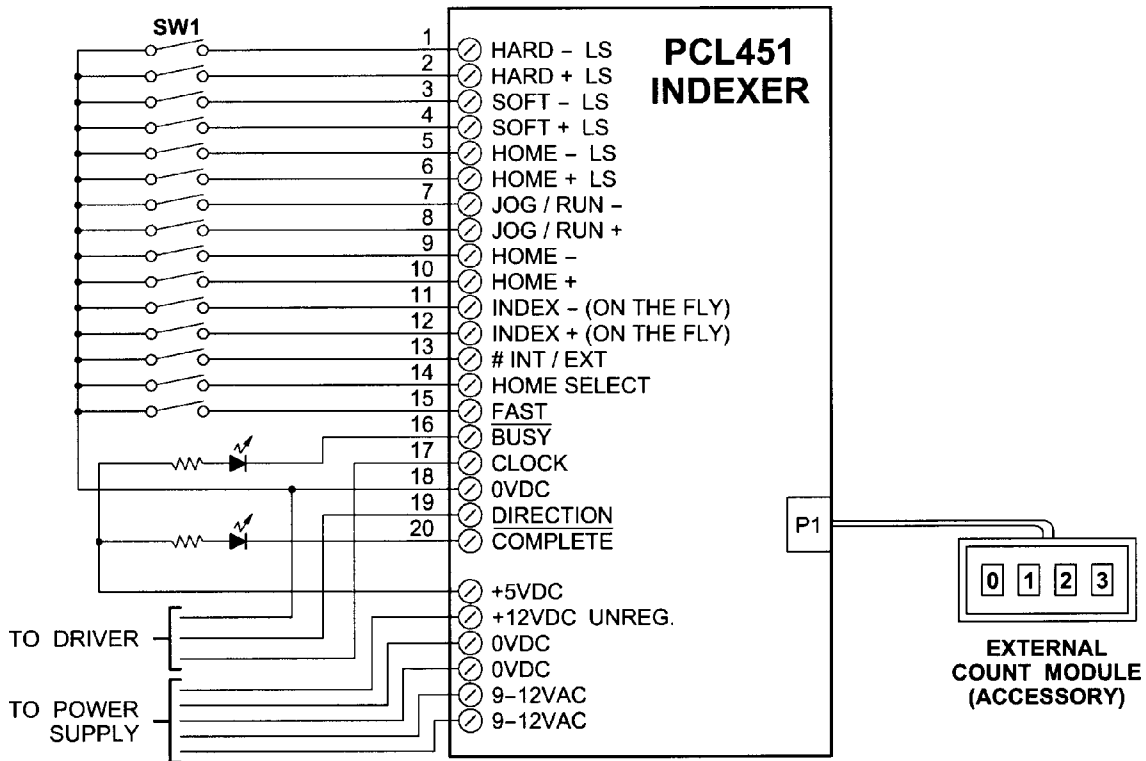 SW1
PCL451
INDEXER
1 HARD – LS
2 HARD + LS
3 SOFT – LS
4 SOFT + LS
5 HOME – LS
6 HOME + LS
7 JOG / RUN –
8 JOG / RUN +
9 HOME –
10 HOME +
11 INDEX – (ON THE FLY)
12 INDEX + (ON THE FLY)
13 # INT / EXT
14 HOME SELECT
15 FAST
16 BUSY
17 CLOCK
18 0VDC
19 DIRECTION
20 COMPLETE
+5VDC
+12VDC UNREG.
0VDC
0VDC
9–12VAC
9–12VAC
TO DRIVER
TO POWER
SUPPLY
P1
0 1 2 3
EXTERNAL
COUNT MODULE
(ACCESSORY)